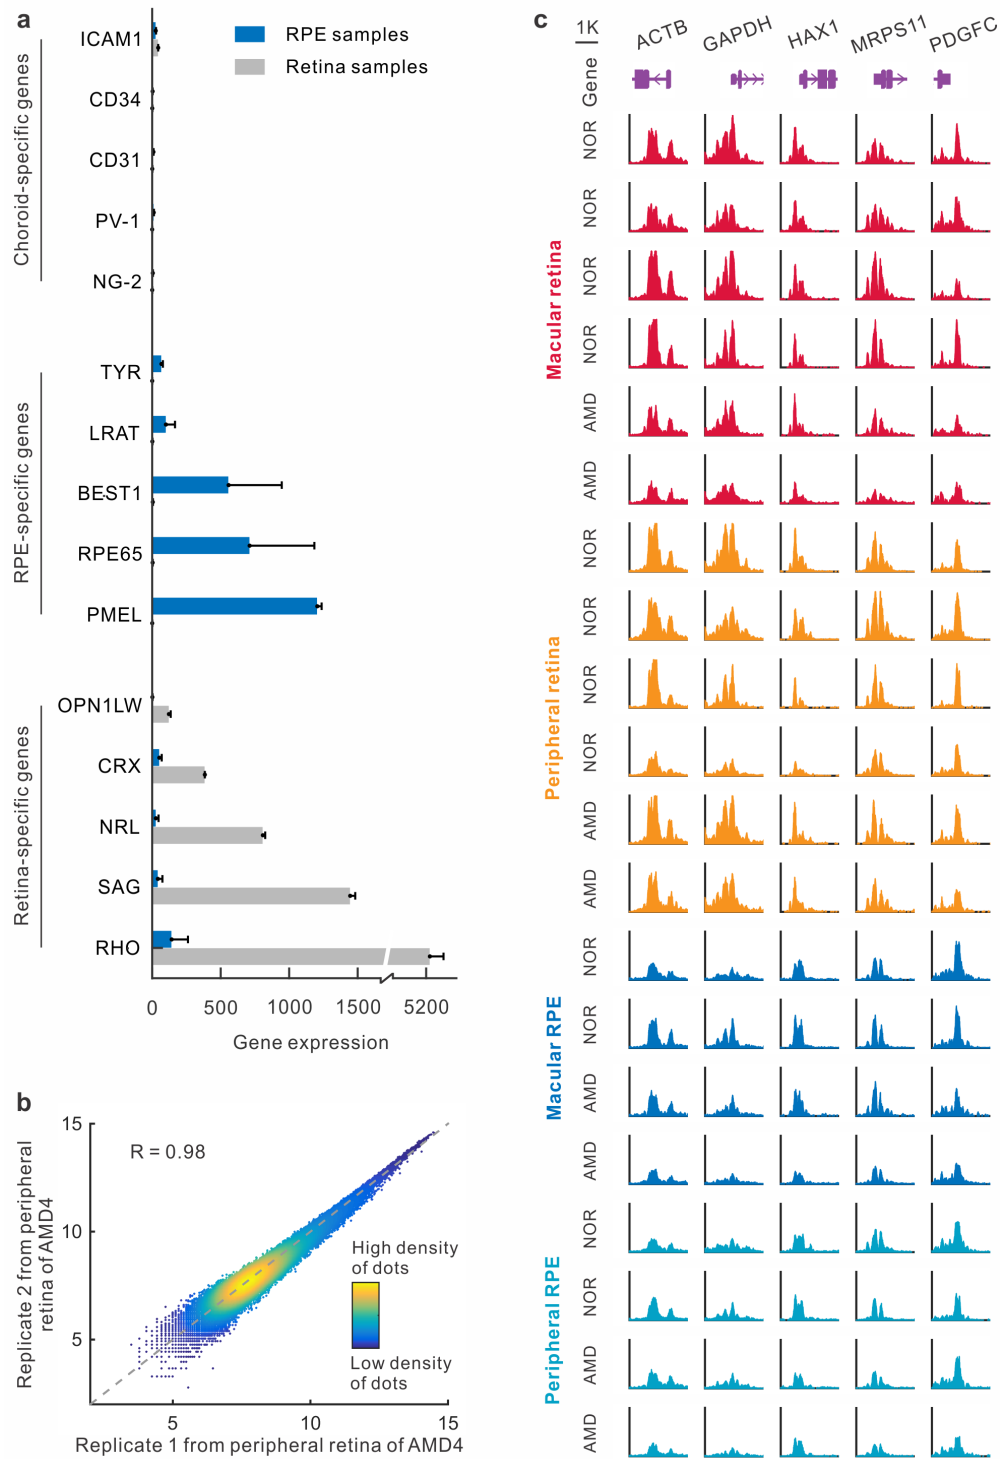 a
Choroid-specific genes
ICAM1
CD34
CD31
PV-1
NG-2
RPE samples
Retina samples
RPE-specific genes
TYR
LRAT
BEST1
RPE65
PMEL
Retina-specific genes
OPN1LW
CRX
NRL
SAG
RHO
0 500 1000 1500 5200
Gene expression
b
15
10
5
R = 0.98
Replicate 2 from peripheral
retina of AMD4
High density
of dots
Low density
of dots
5 10 15
Replicate 1 from peripheral retina of AMD4
c
1K
ACTB GAPDH HAX1 MRPS11 PDGFC
Gene
Macular retina
NOR
NOR
NOR
NOR
AMD
AMD
Peripheral retina
NOR
NOR
NOR
NOR
AMD
AMD
Macular RPE
NOR
NOR
AMD
AMD
Peripheral RPE
NOR
NOR
AMD
AMD